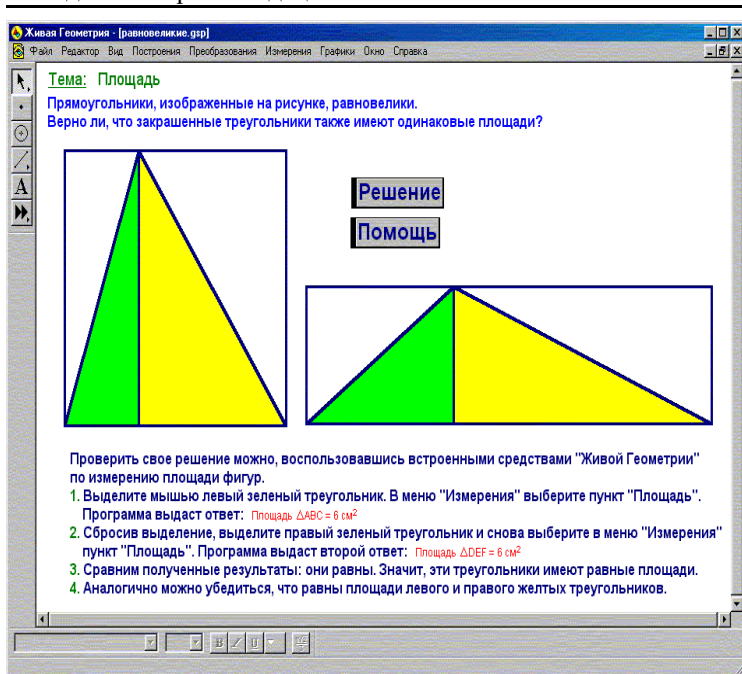 Живая Геометрия - [равновеликие.gsp]
Файл Редактор Вид Построения Преобразования Измерения Графики Окно Справка
Тема: Площадь
Прямоугольники, изображенные на рисунке, равновелики.
Верно ли, что закрашенные треугольники также имеют одинаковые площади?
A
Решение
Помощь
Проверить свое решение можно, воспользовавшись встроенными средствами "Живой Геометрии"
по измерению площади фигур.
1. Выделите мышью левый зеленый треугольник. В меню "Измерения" выберите пункт "Площадь".
Программа выдаст ответ: Площадь △ABC = 6 см²
2. Сбросив выделение, выделите правый зеленый треугольник и снова выберите в меню "Измерения"
пункт "Площадь". Программа выдаст второй ответ: Площадь △DEF = 6 см²
3. Сравним полученные результаты: они равны. Значит, эти треугольники имеют равные площади.
4. Аналогично можно убедиться, что равны площади левого и правого желтых треугольников.
B I U